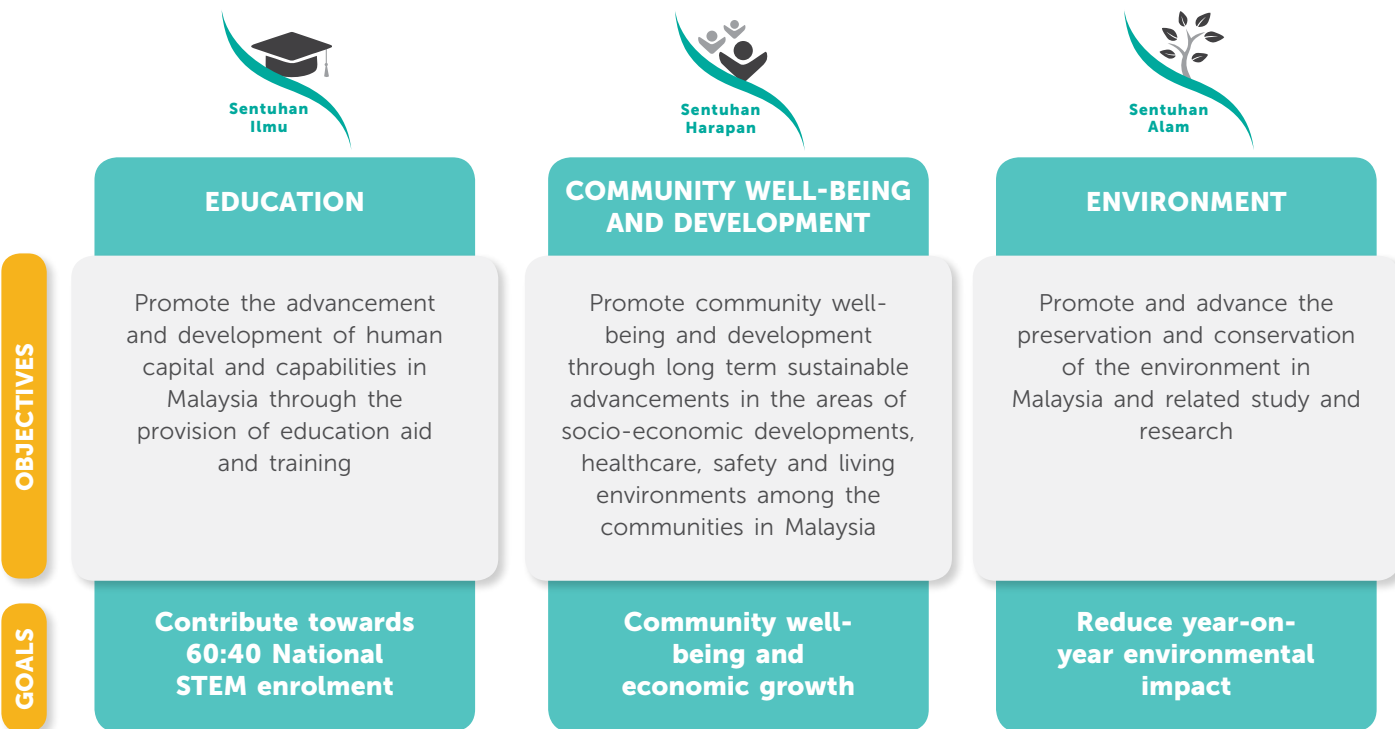 Sentuhan
Ilmu
Sentuhan
Harapan
Sentuhan
Alam
EDUCATION
COMMUNITY WELL-BEING
AND DEVELOPMENT
ENVIRONMENT
OBJECTIVES
Promote the advancement
and development of human
capital and capabilities in
Malaysia through the
provision of education aid
and training
Promote community well-
being and development
through long term sustainable
advancements in the areas of
socio-economic developments,
healthcare, safety and living
environments among the
communities in Malaysia
Promote and advance the
preservation and conservation
of the environment in
Malaysia and related study and
research
GOALS
Contribute towards
60:40 National
STEM enrolment
Community well-
being and
economic growth
Reduce year-on-
year environmental
impact